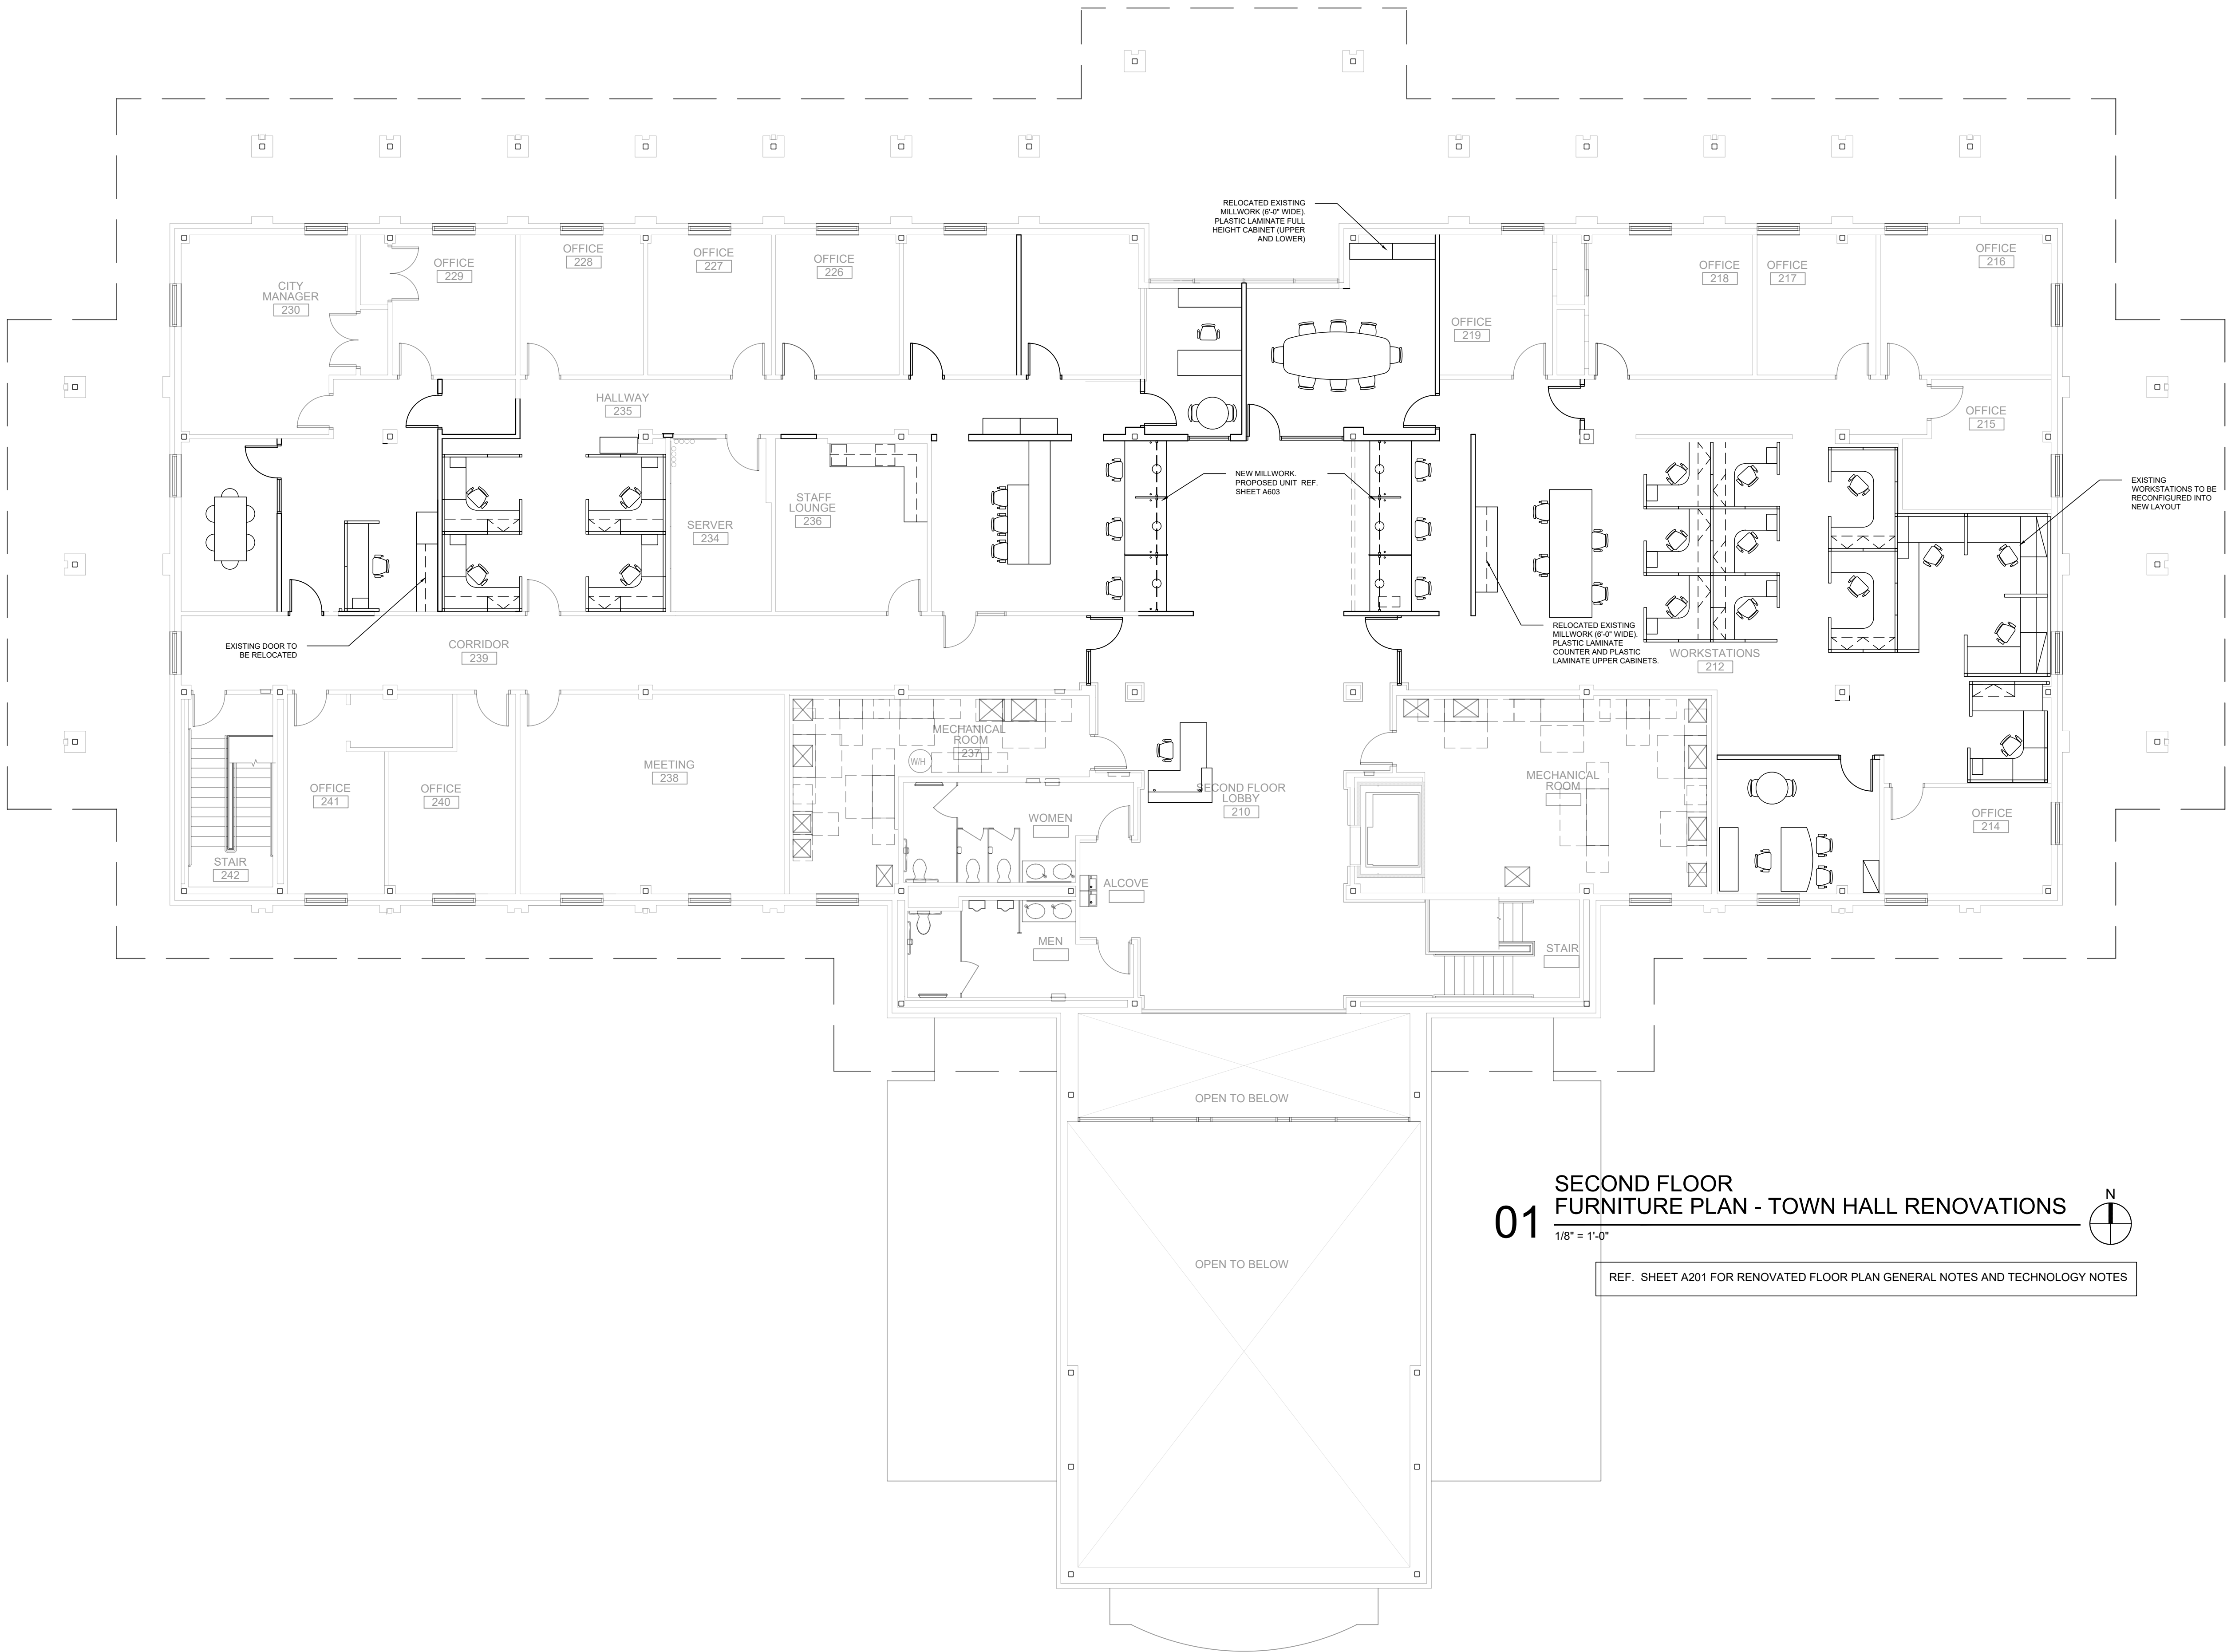 RELOCATED EXISTING
MILLWORK (6'-0" WIDE).
PLASTIC LAMINATE FULL
HEIGHT CABINET (UPPER
AND LOWER)
CITY
MANAGER
230
OFFICE
229
OFFICE
228
OFFICE
227
OFFICE
226
OFFICE
219
OFFICE
218
OFFICE
217
OFFICE
216
HALLWAY
235
OFFICE
215
STAFF
LOUNGE
236
SERVER
234
NEW MILLWORK.
PROPOSED UNIT REF.
SHEET A603
EXISTING
WORKSTATIONS TO BE
RECONFIGURED INTO
NEW LAYOUT
EXISTING DOOR TO
BE RELOCATED
CORRIDOR
239
RELOCATED EXISTING
MILLWORK (6'-0" WIDE).
PLASTIC LAMINATE
COUNTER AND PLASTIC
LAMINATE UPPER CABINETS.
WORKSTATIONS
212
MECHANICAL
ROOM
237
W/H
MEETING
238
OFFICE
241
OFFICE
240
SECOND FLOOR
LOBBY
210
MECHANICAL
ROOM
WOMEN
OFFICE
214
STAIR
242
ALCOVE
MEN
STAIR
OPEN TO BELOW
OPEN TO BELOW
01
SECOND FLOOR
FURNITURE PLAN - TOWN HALL RENOVATIONS
1/8" = 1'-0"
N
REF. SHEET A201 FOR RENOVATED FLOOR PLAN GENERAL NOTES AND TECHNOLOGY NOTES